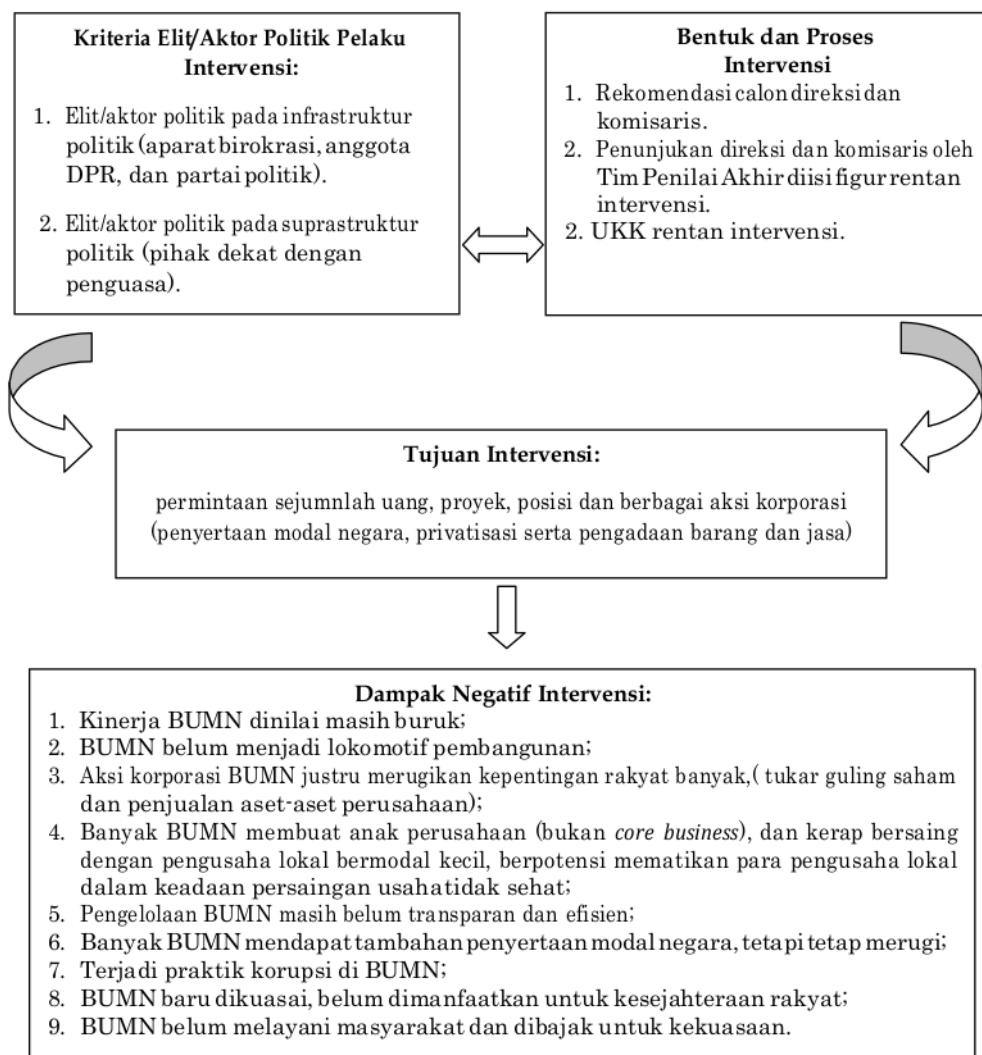 Kriteria Elit/Aktor Politik Pelaku
Intervensi:
1. Elit/aktor politik pada infrastruktur
politik (aparat birokrasi, anggota
DPR, dan partai politik).
2. Elit/aktor politik pada suprastruktur
politik (pihak dekat dengan
penguasa).
Bentuk dan Proses
Intervensi
1. Rekomendasi calon direksi dan
komisaris.
2. Penunjukan direksi dan komisaris oleh
Tim Penilai Akhir diisi figur rentan
intervensi.
2. UKK rentan intervensi.
Tujuan Intervensi:
permintaan sejumnlah uang, proyek, posisi dan berbagai aksi korporasi
(penyertaan modal negara, privatisasi serta pengadaan barang dan jasa)
Dampak Negatif Intervensi:
1. Kinerja BUMN dinilai masih buruk;
2. BUMN belum menjadi lokomotif pembangunan;
3. Aksi korporasi BUMN justru merugikan kepentingan rakyat banyak,( tukar guling saham
dan penjualan aset-aset perusahaan);
4. Banyak BUMN membuat anak perusahaan (bukan core business), dan kerap bersaing
dengan pengusaha lokal bermodal kecil, berpotensi mematikan para pengusaha lokal
dalam keadaan persaingan usaha tidak sehat;
5. Pengelolaan BUMN masih belum transparan dan efisien;
6. Banyak BUMN mendapat tambahan penyertaan modal negara, tetapi tetap merugi;
7. Terjadi praktik korupsi di BUMN;
8. BUMN baru dikuasai, belum dimanfaatkan untuk kesejahteraan rakyat;
9. BUMN belum melayani masyarakat dan dibajak untuk kekuasaan.